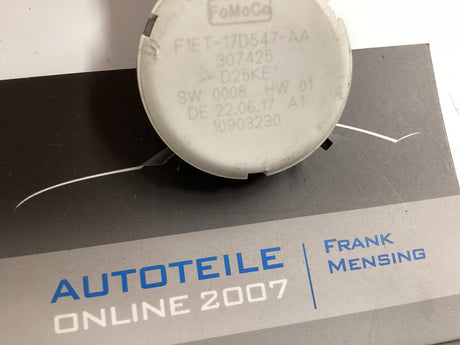 FoMoCo
F1ET-17D547-AA
307425
D25KE
SW 0008 HW 01
DE 22.06.17 A1
10903230
AUTOTEILE
ONLINE 2007
FRANK
MENSING